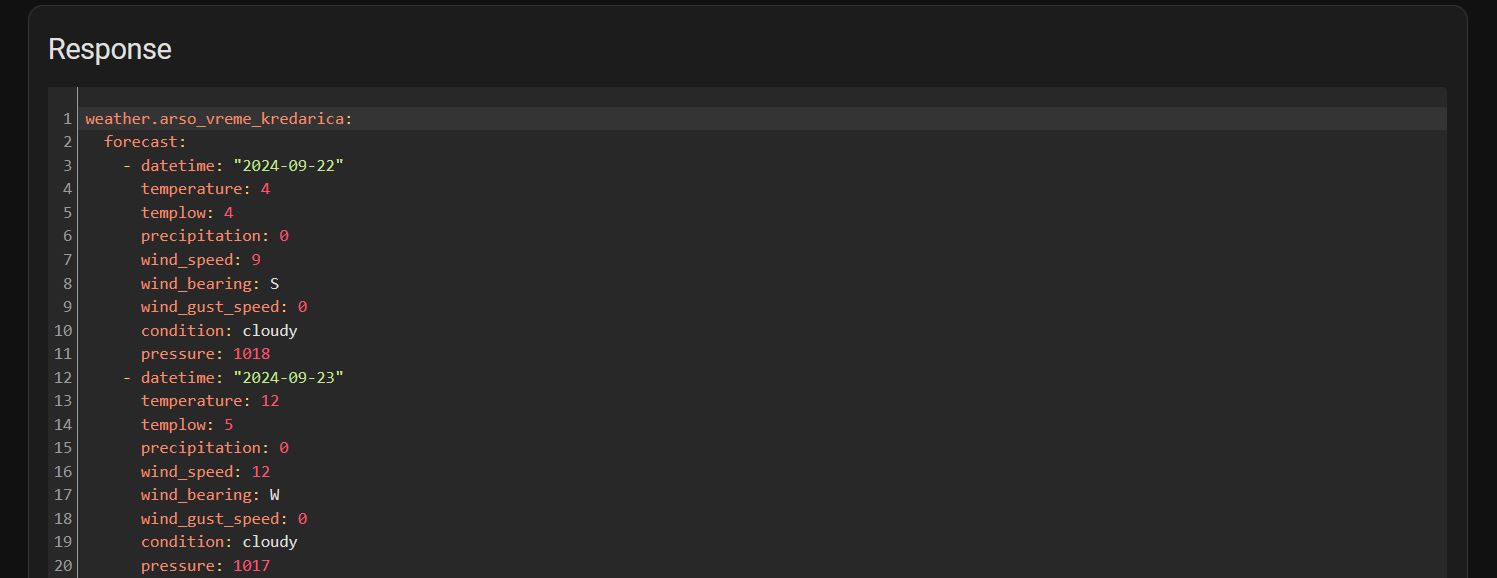 Response
1 weather.arso_vreme_kredarica:
2 forecast:
3 - datetime: "2024-09-22"
4 temperature: 4
5 templow: 4
6 precipitation: 0
7 wind_speed: 9
8 wind_bearing: S
9 wind_gust_speed: 0
10 condition: cloudy
11 pressure: 1018
12 - datetime: "2024-09-23"
13 temperature: 12
14 templow: 5
15 precipitation: 0
16 wind_speed: 12
17 wind_bearing: W
18 wind_gust_speed: 0
19 condition: cloudy
20 pressure: 1017